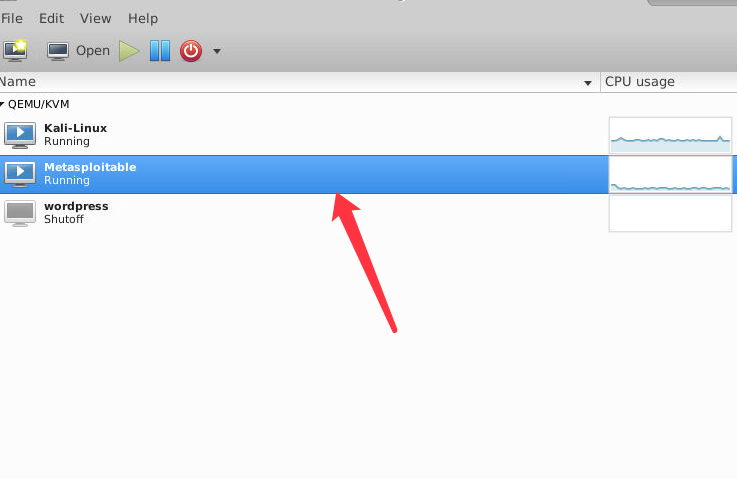 File Edit View Help
Open
Name CPU usage
QEMU/KVM
Kali-Linux
Running
Metasploitable
Running
wordpress
Shutoff